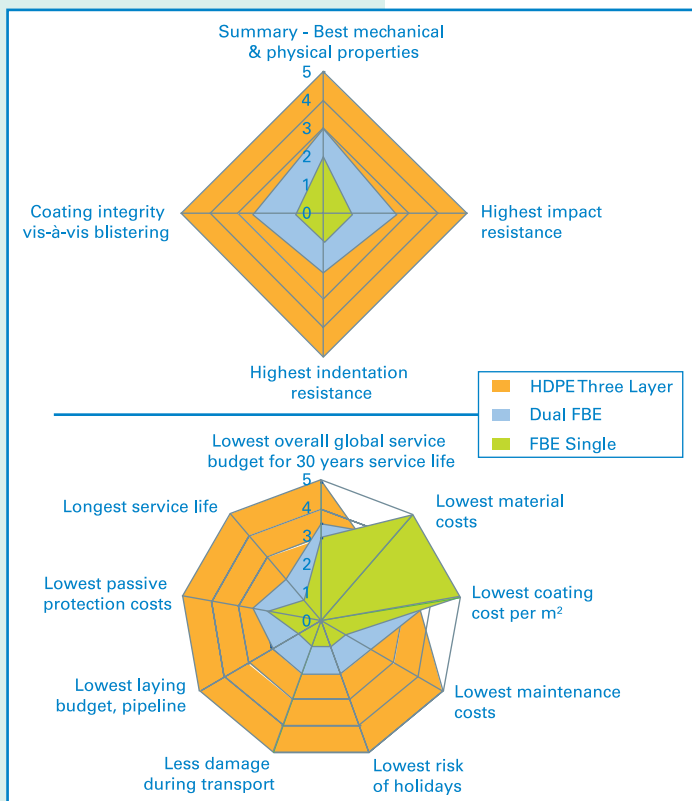 Summary - Best mechanical
& physical properties
5
4
3
2
1
0
Coating integrity
vis-à-vis blistering
Highest impact
resistance
Highest indentation
resistance
HDPE Three Layer
Dual FBE
FBE Single
Lowest overall global service
budget for 30 years service life
5
4
3
2
1
0
Longest service life
Lowest material
costs
Lowest passive
protection costs
Lowest coating
cost per m²
Lowest laying
budget, pipeline
Lowest maintenance
costs
Less damage
during transport
Lowest risk
of holidays